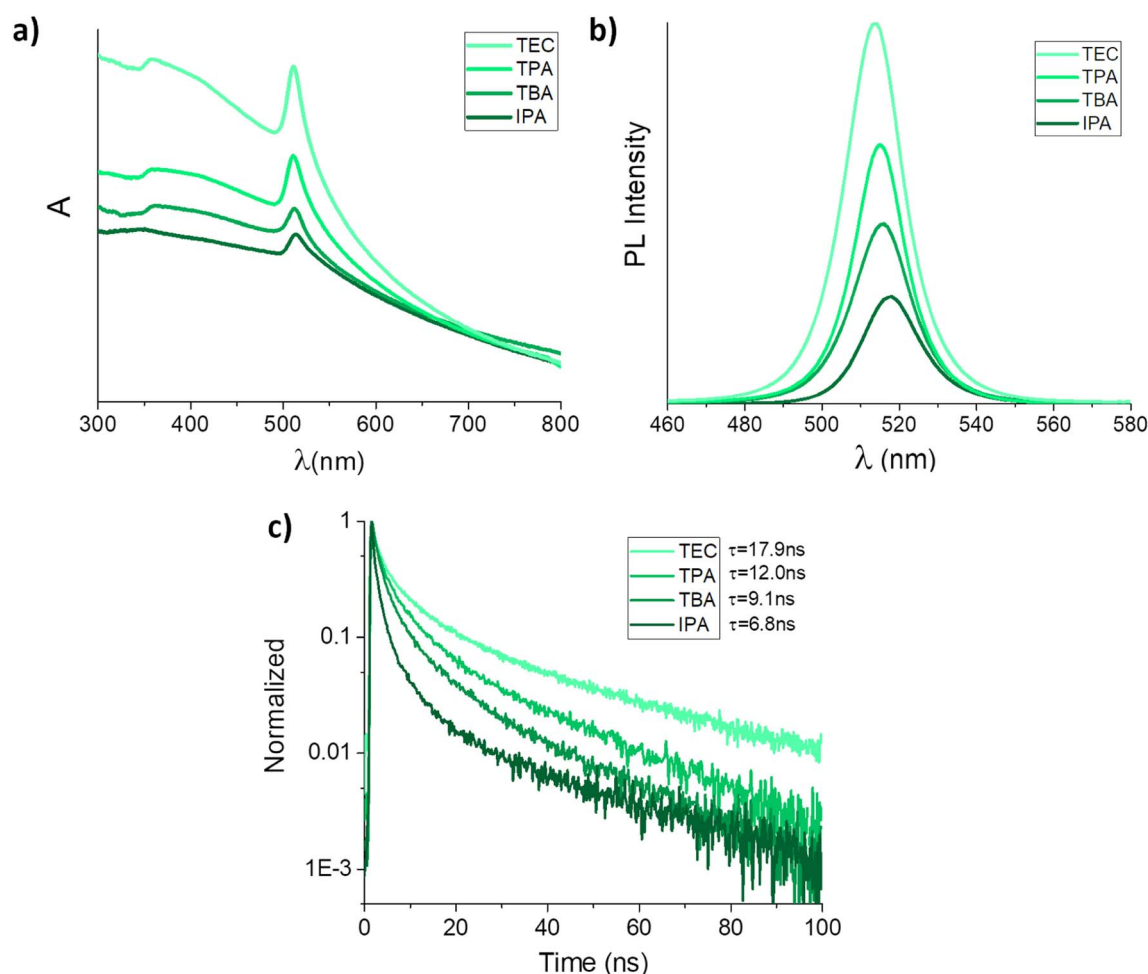 a)
TEC
TPA
TBA
IPA
A
300 400 500 600 700 800
λ(nm)
b)
TEC
TPA
TBA
IPA
PL Intensity
460 480 500 520 540 560 580
λ (nm)
c)
TEC τ=17.9ns
TPA τ=12.0ns
TBA τ=9.1ns
IPA τ=6.8ns
Normalized
1
0.1
0.01
1E-3
0 20 40 60 80 100
Time (ns)